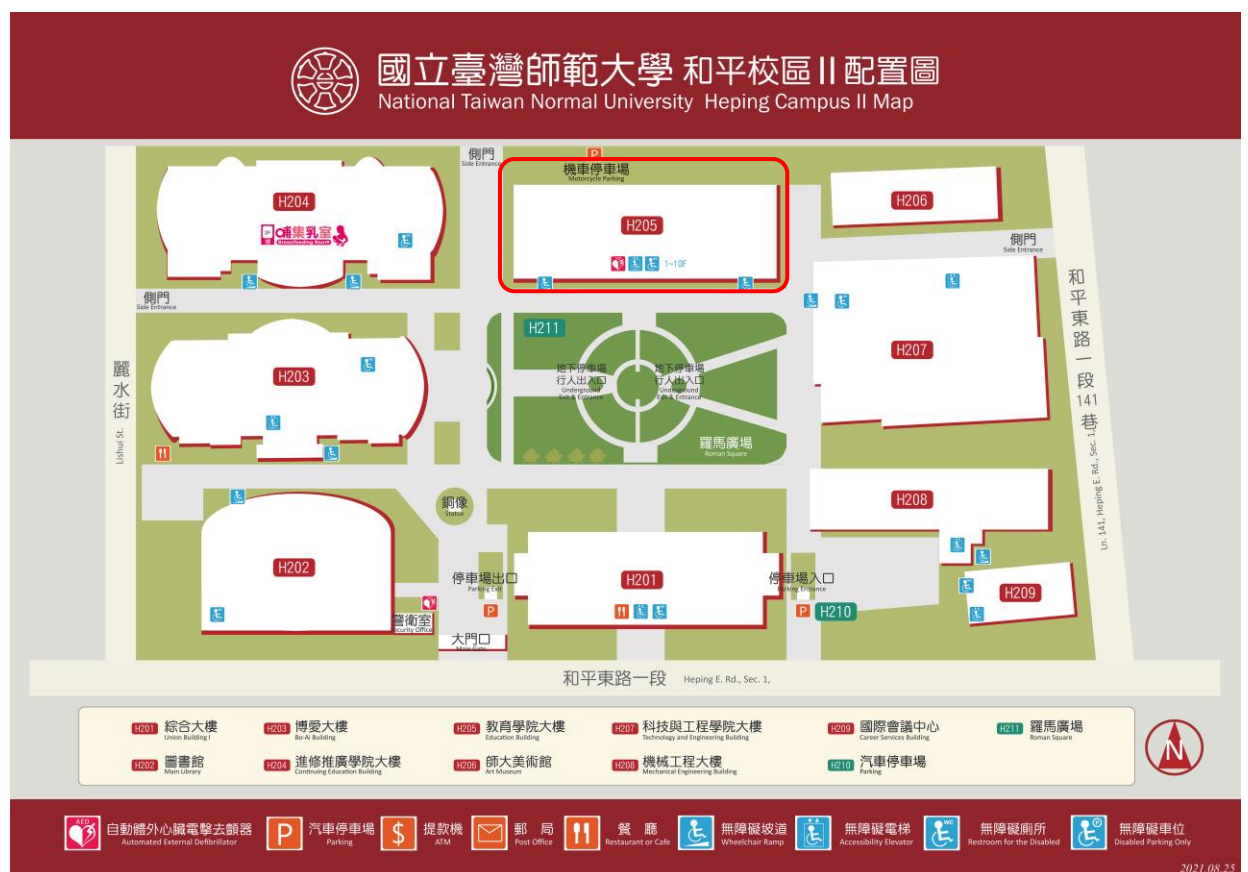 國立臺灣師範大學 和平校區 II 配置圖
National Taiwan Normal University Heping Campus II Map
側門
Side Entrance
P
機車停車場
Motorcycle Parking
H204
哺集乳室
Breastfeeding Room
H205
1~10F
H206
側門
Side Entrance
側門
Side Entrance
和平東路一段141巷
Ln. 141, Heping E. Rd., Sec. 1,
麗水街
Lishui St.
H203
H211
地下停車場
行人出入口
Underground
Exit & Entrance
地下停車場
行人出入口
Underground
Exit & Entrance
羅馬廣場
Roman Square
H207
H208
銅像
Statue
H202
停車場出口
Parking Exit
P
H201
停車場入口
Parking Entrance
P H210
H209
警衛室
Security Office
大門口
Main Gate
和平東路一段 Heping E. Rd., Sec. 1,
H201 綜合大樓
Union Building I
H203 博愛大樓
Bo-Ai Building
H205 教育學院大樓
Education Building
H207 科技與工程學院大樓
Technology and Engineering Building
H209 國際會議中心
Career Services Building
H211 羅馬廣場
Roman Square
H202 圖書館
Main Library
H204 進修推廣學院大樓
Continuing Education Building
H206 師大美術館
Art Museum
H208 機械工程大樓
Mechanical Engineering Building
H210 汽車停車場
Parking
N
AED
自動體外心臟電擊去顫器
Automated External Defibrillator
P
汽車停車場
Parking
$
提款機
ATM
郵局
Post Office
餐廳
Restaurant or Cafe
無障礙坡道
Wheelchair Ramp
無障礙電梯
Accessibility Elevator
WC
無障礙廁所
Restroom for the Disabled
P
無障礙車位
Disabled Parking Only
2021.08.25